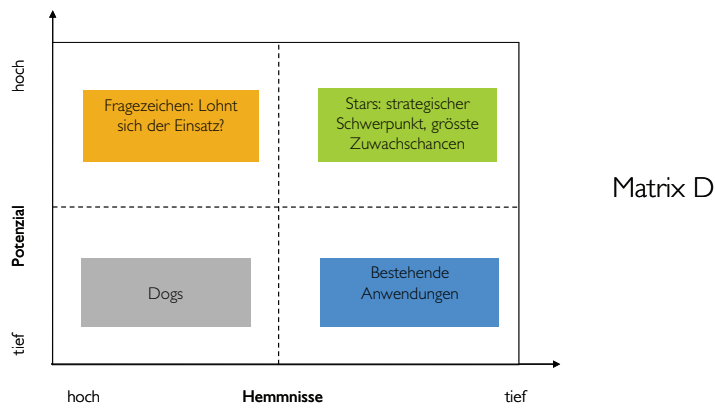 hoch
Fragezeichen: Lohnt
sich der Einsatz?
Stars: strategischer
Schwerpunkt, grösste
Zuwachschancen
Matrix D
Potenzial
Dogs
Bestehende
Anwendungen
tief
hoch
Hemmnisse
tief